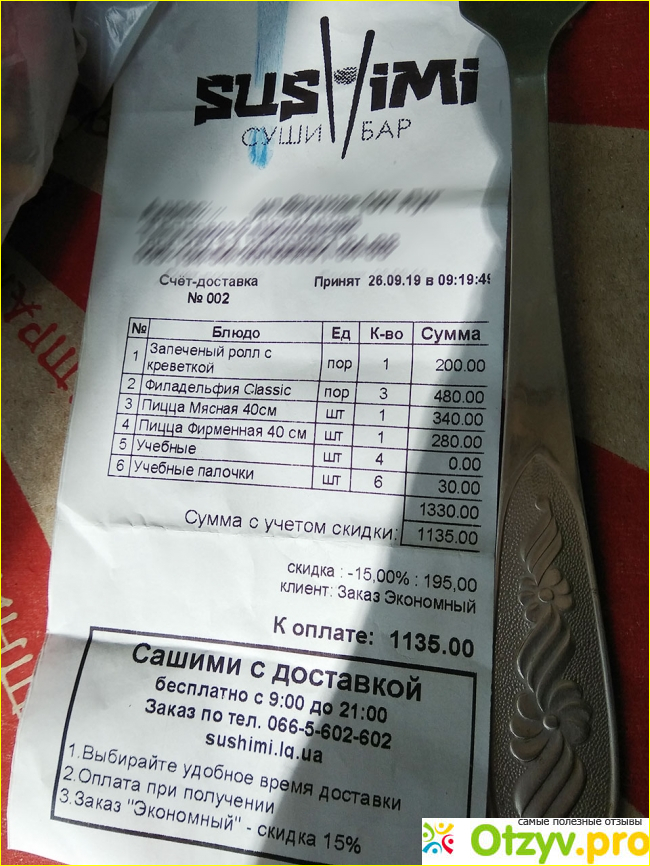 SUSHIMI
СУШИ БАР
Счёт-доставка
№ 002
Принят 26.09.19 в 09:19:49
№ Блюдо Ед К-во Сумма
1 Запеченый ролл с креветкой пор 1 200.00
2 Филадельфия Classic пор 3 480.00
3 Пицца Мясная 40см шт 1 340.00
4 Пицца Фирменная 40 см шт 1 280.00
5 Учебные шт 4 0.00
6 Учебные палочки шт 6 30.00
1330.00
Сумма с учетом скидки: 1135.00
скидка : -15,00% : 195,00
клиент: Заказ Экономный
К оплате: 1135.00
Сашими с доставкой
бесплатно с 9:00 до 21:00
Заказ по тел. 066-5-602-602
sushimi.lg.ua
1.Выбирайте удобное время доставки
2.Оплата при получении
3.Заказ "Экономный" - скидка 15%
самые полезные отзывы
Otzyv.pro